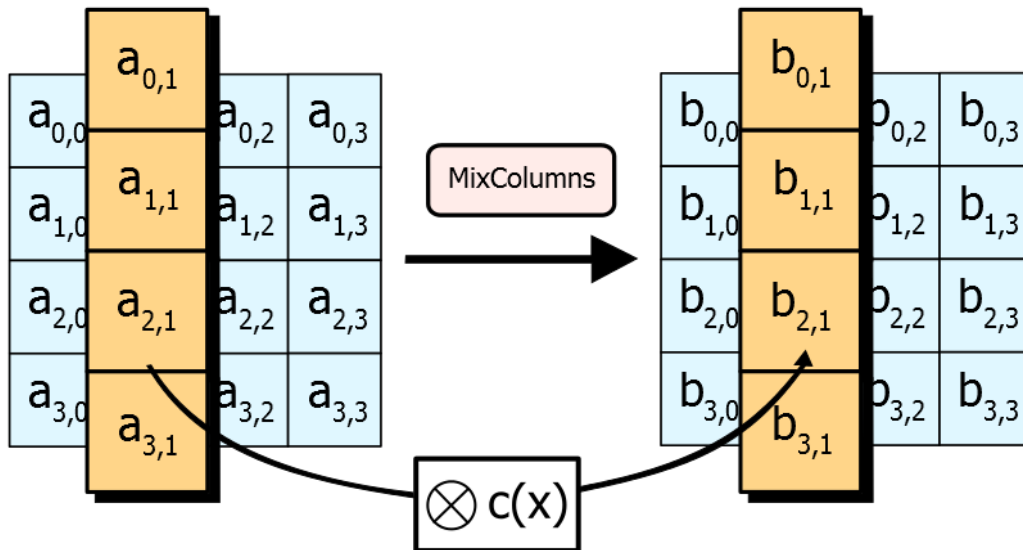 a0,1 b0,1
a0,0 a0,2 a0,3 b0,0 b0,2 b0,3
MixColumns
a1,1 b1,1
a1,0 a1,2 a1,3 b1,0 b1,2 b1,3
a2,1 b2,1
a2,0 a2,2 a2,3 b2,0 b2,2 b2,3
a3,0 a3,2 a3,3 b3,0 b3,2 b3,3
a3,1 b3,1
⊗ c(x)